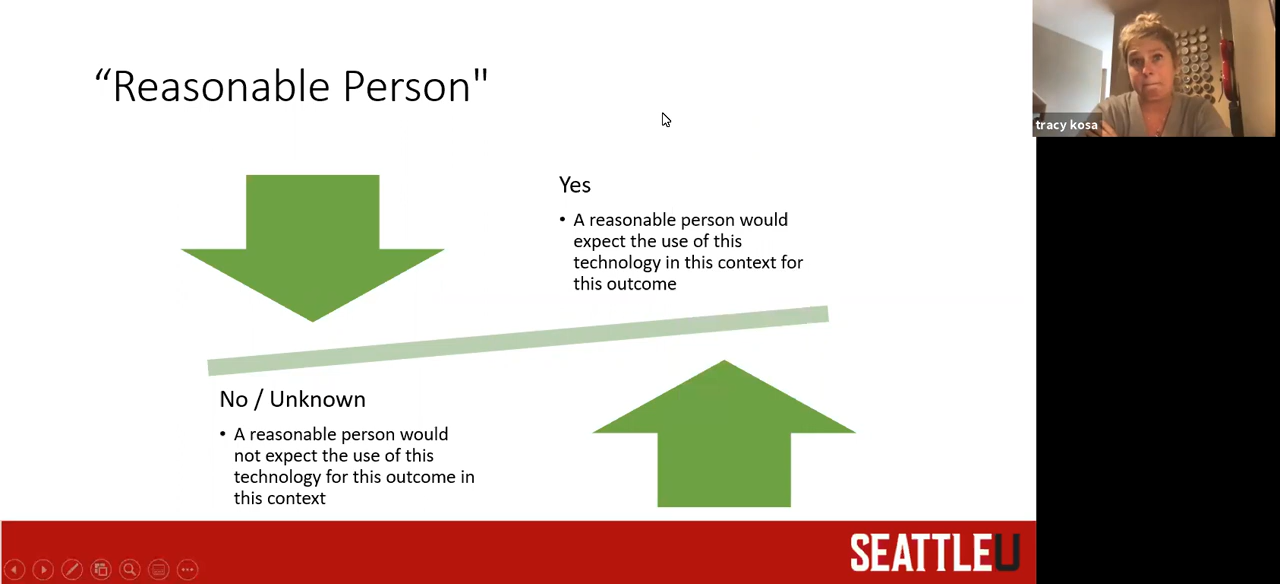 “Reasonable Person"
tracy kosa
Yes
• A reasonable person would
expect the use of this
technology in this context for
this outcome
No / Unknown
• A reasonable person would
not expect the use of this
technology for this outcome in
this context
SEATTLEU